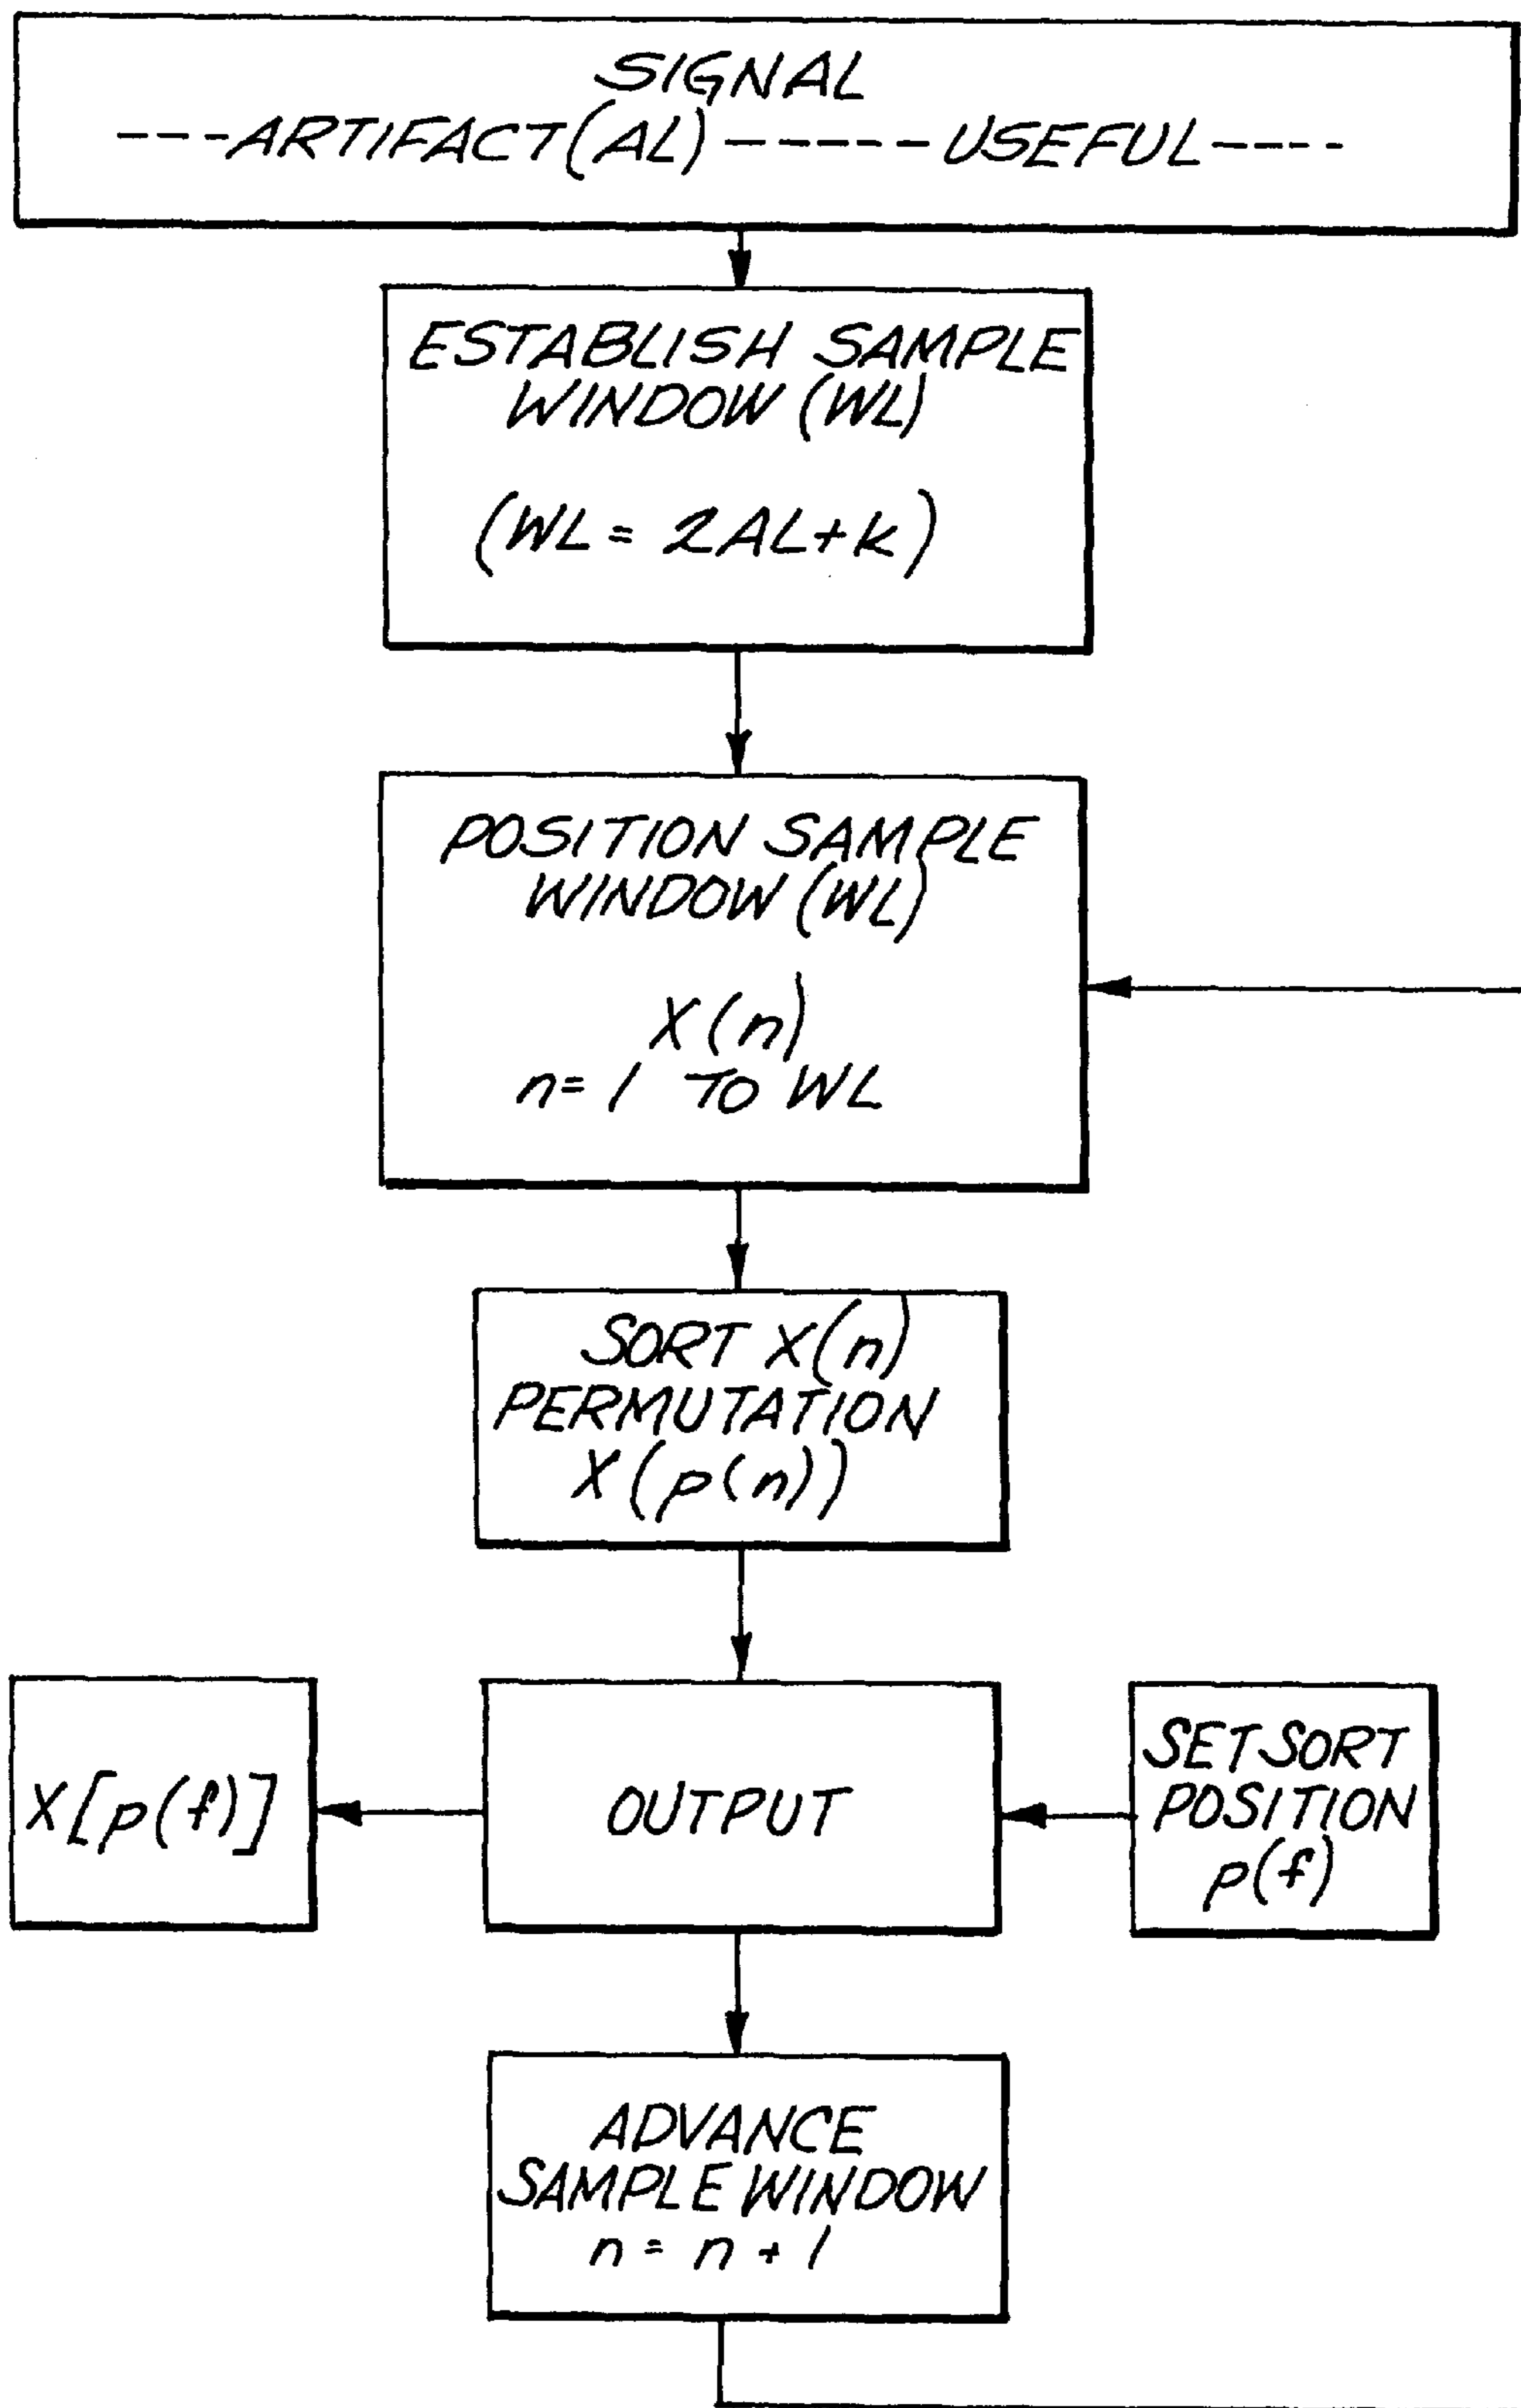 SIGNAL
---ARTIFACT(AL)------USEFUL----
ESTABLISH SAMPLE
WINDOW (WL)
(WL = 2AL+k)
POSITION SAMPLE
WINDOW (WL)
X(n)
n=1 TO WL
SORT X(n)
PERMUTATION
X(p(n))
X[p(f)]
OUTPUT
SET SORT
POSITION
p(f)
ADVANCE
SAMPLE WINDOW
n = n + 1